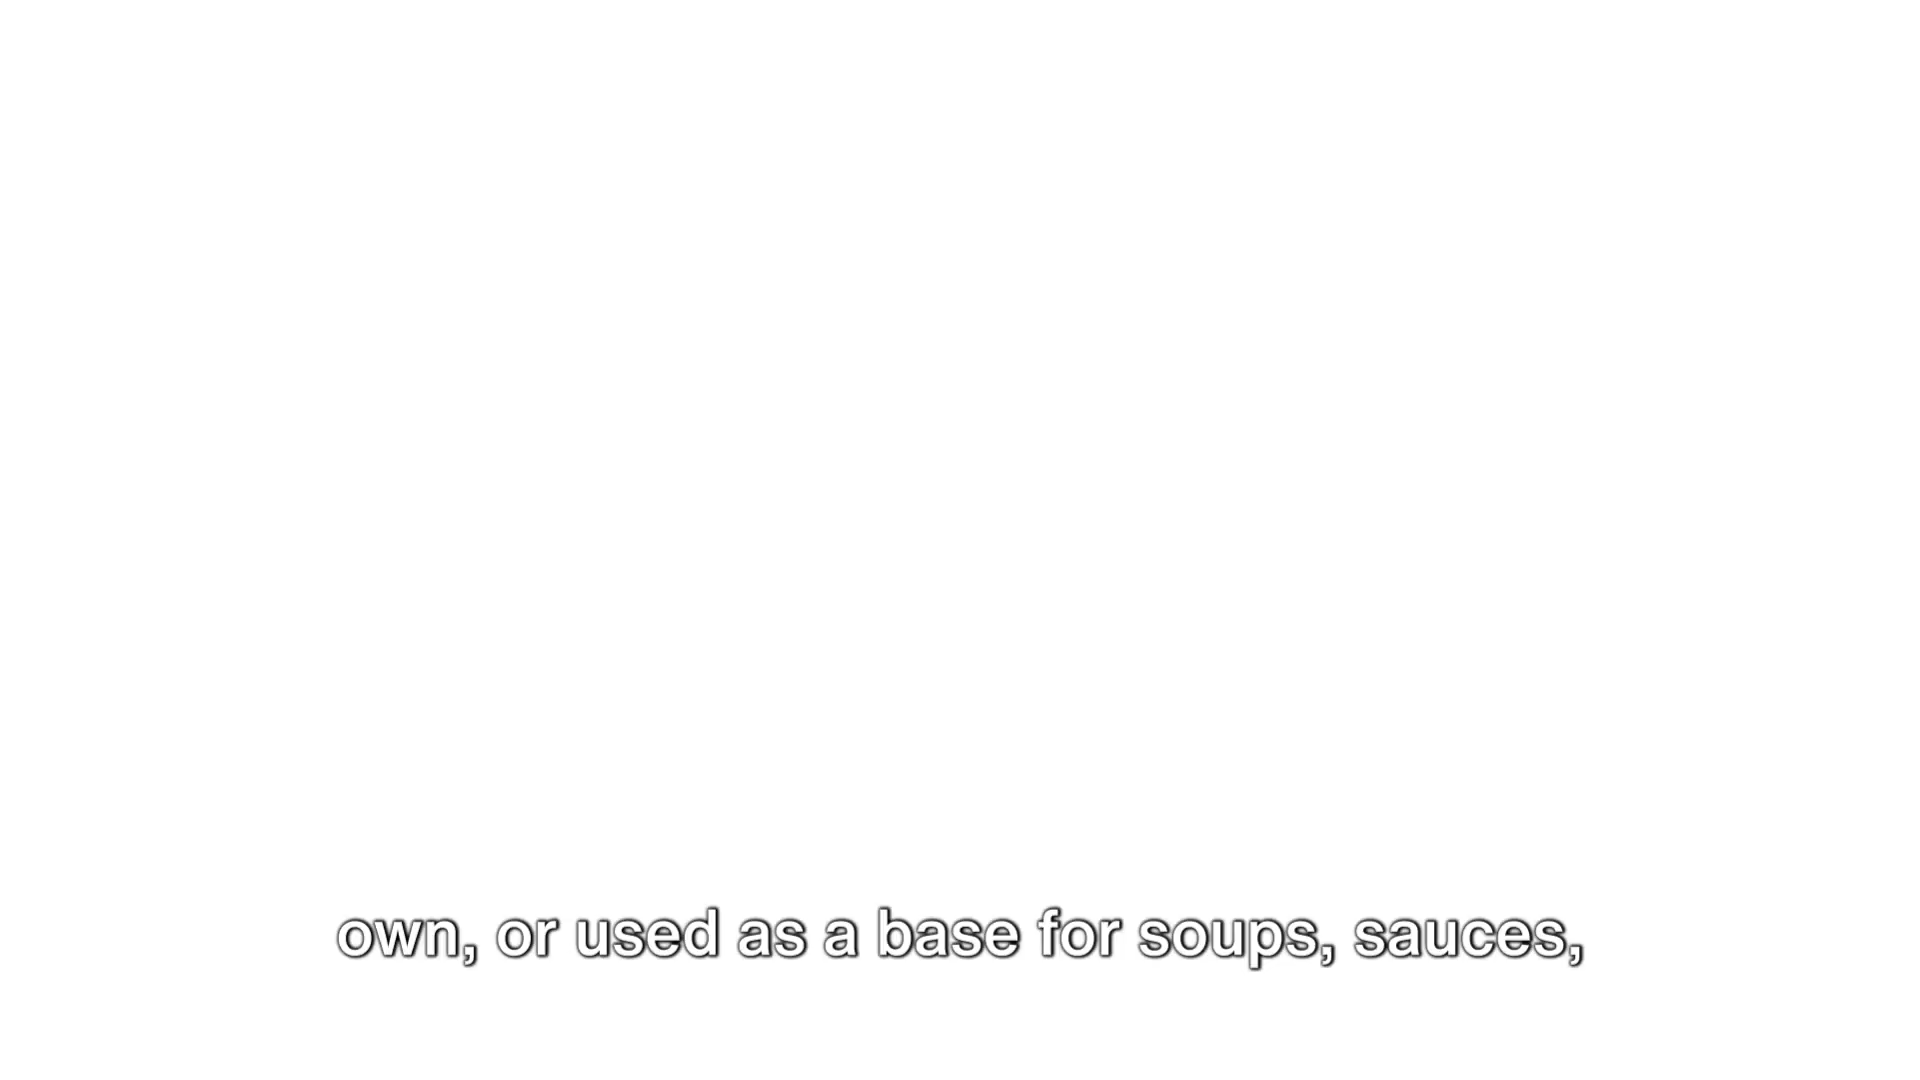 own, or used as a base for soups, sauces,